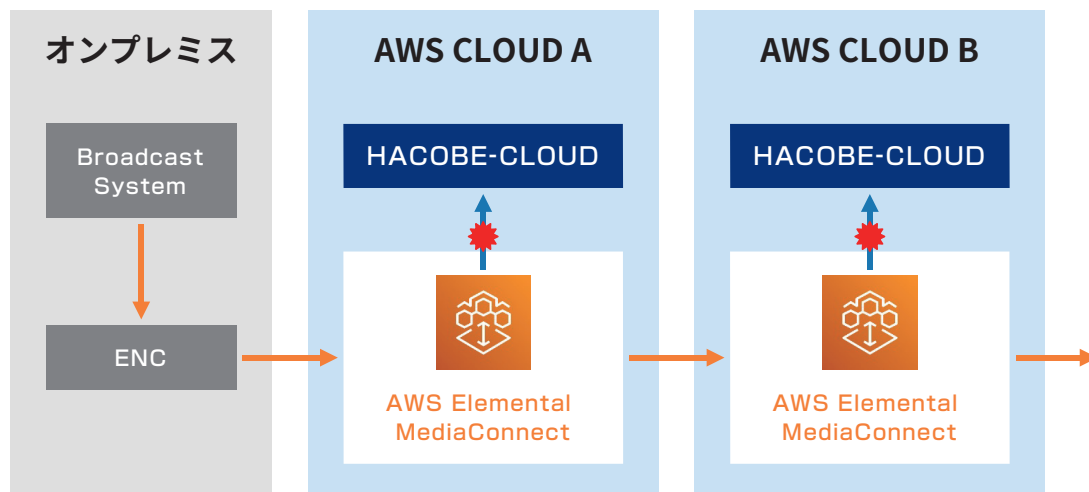 オンプレミス
Broadcast
System
ENC
AWS CLOUD A
HACOBE-CLOUD
AWS Elemental
MediaConnect
AWS CLOUD B
HACOBE-CLOUD
AWS Elemental
MediaConnect